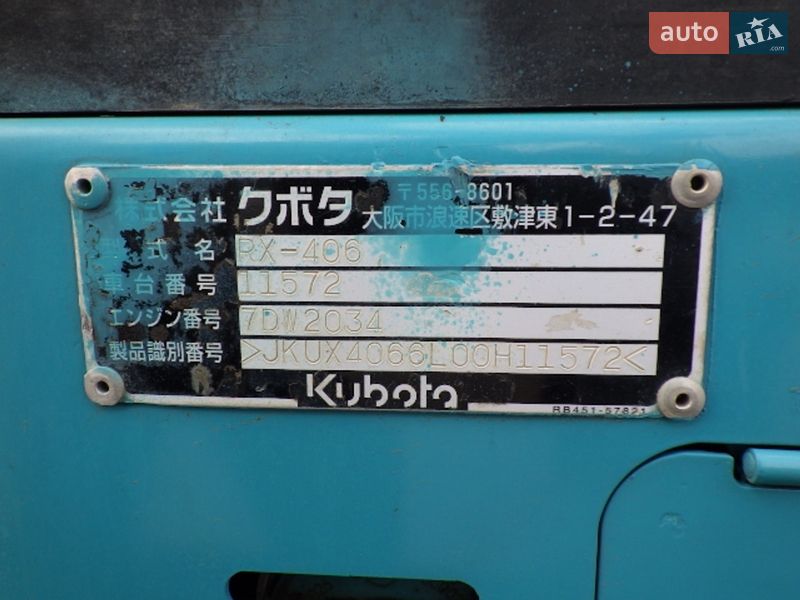 auto RIA .com
株式会社 クボタ 〒556-8601
大阪市浪速区敷津東1-2-47
型式名 RX-406
車台番号 11572
エンジン番号 7DW2034
製品識別番号 >JKUX4066L00H11572<
Kubota
RB451-57821